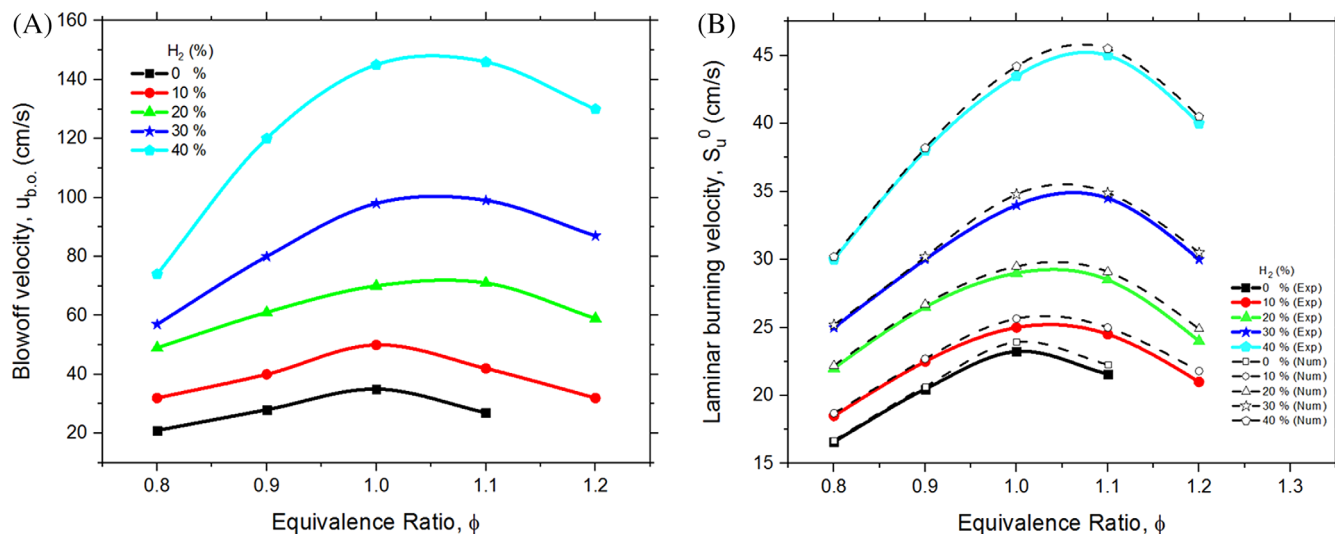 (A)
Blowoff velocity, u_b.o. (cm/s)
160
140
120
100
80
60
40
20
H₂ (%)
0 %
10 %
20 %
30 %
40 %
0.8 0.9 1.0 1.1 1.2
Equivalence Ratio, ϕ
(B)
Laminar burning velocity, S_u⁰ (cm/s)
45
40
35
30
25
20
15
H₂ (%)
0 % (Exp)
10 % (Exp)
20 % (Exp)
30 % (Exp)
40 % (Exp)
0 % (Num)
10 % (Num)
20 % (Num)
30 % (Num)
40 % (Num)
0.8 0.9 1.0 1.1 1.2 1.3
Equivalence Ratio, ϕ